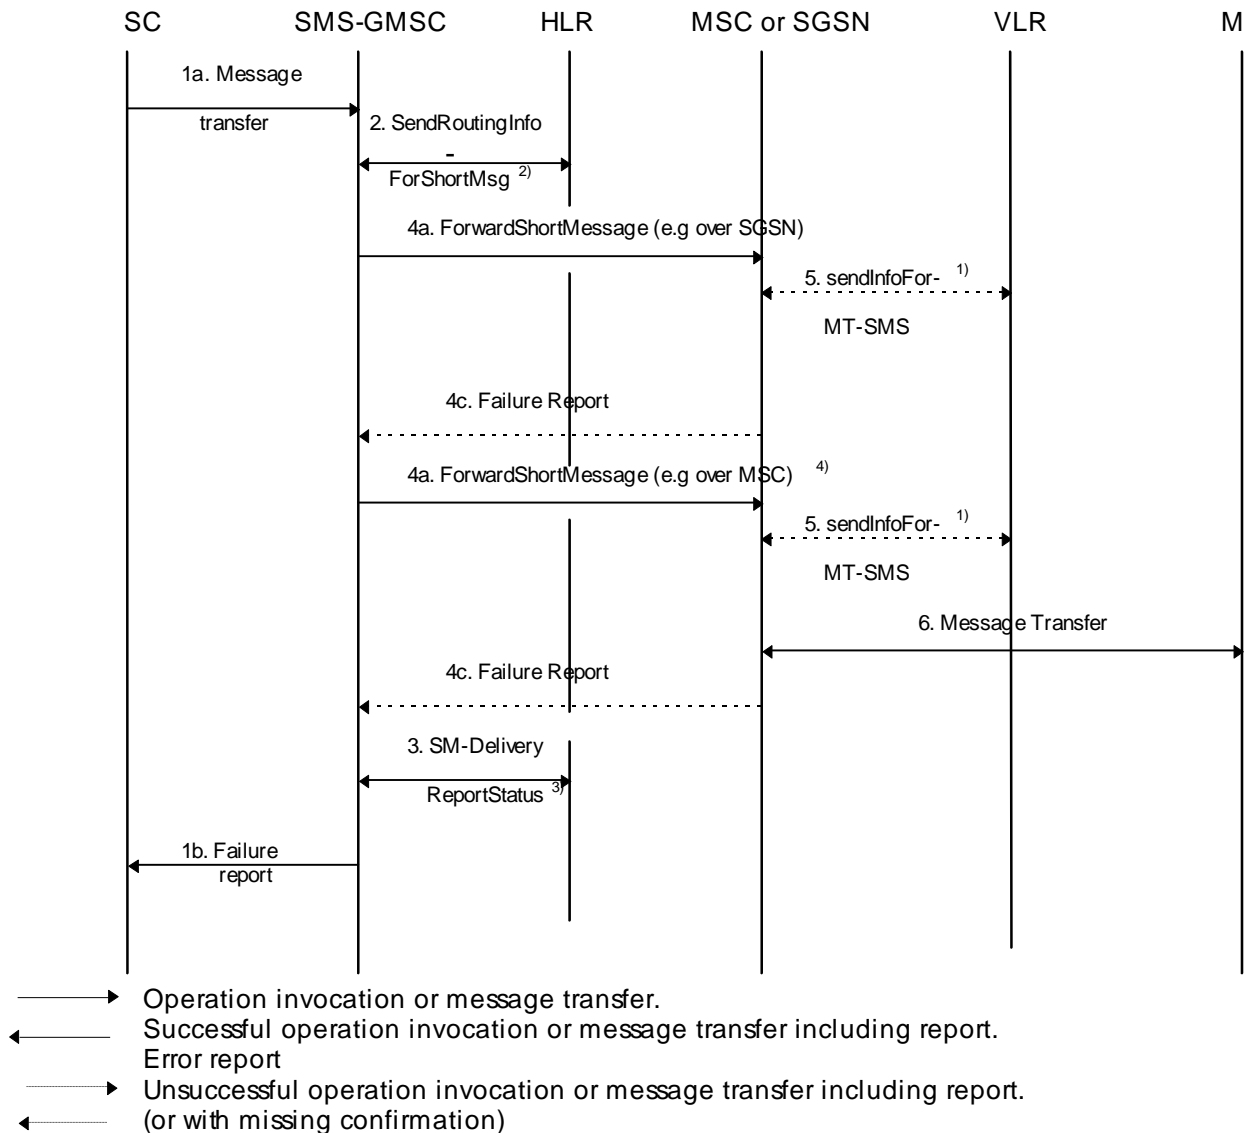 SC SMS-GMSC HLR MSC or SGSN VLR M
1a. Message
transfer
2. SendRoutingInfo
-
ForShortMsg 2)
4a. ForwardShortMessage (e.g over SGSN)
5. sendInfoFor- 1)
MT-SMS
4c. Failure Report
4a. ForwardShortMessage (e.g over MSC) 4)
5. sendInfoFor- 1)
MT-SMS
6. Message Transfer
4c. Failure Report
3. SM-Delivery
ReportStatus 3)
1b. Failure
report
Operation invocation or message transfer.
Successful operation invocation or message transfer including report.
Error report
Unsuccessful operation invocation or message transfer including report.
(or with missing confirmation)